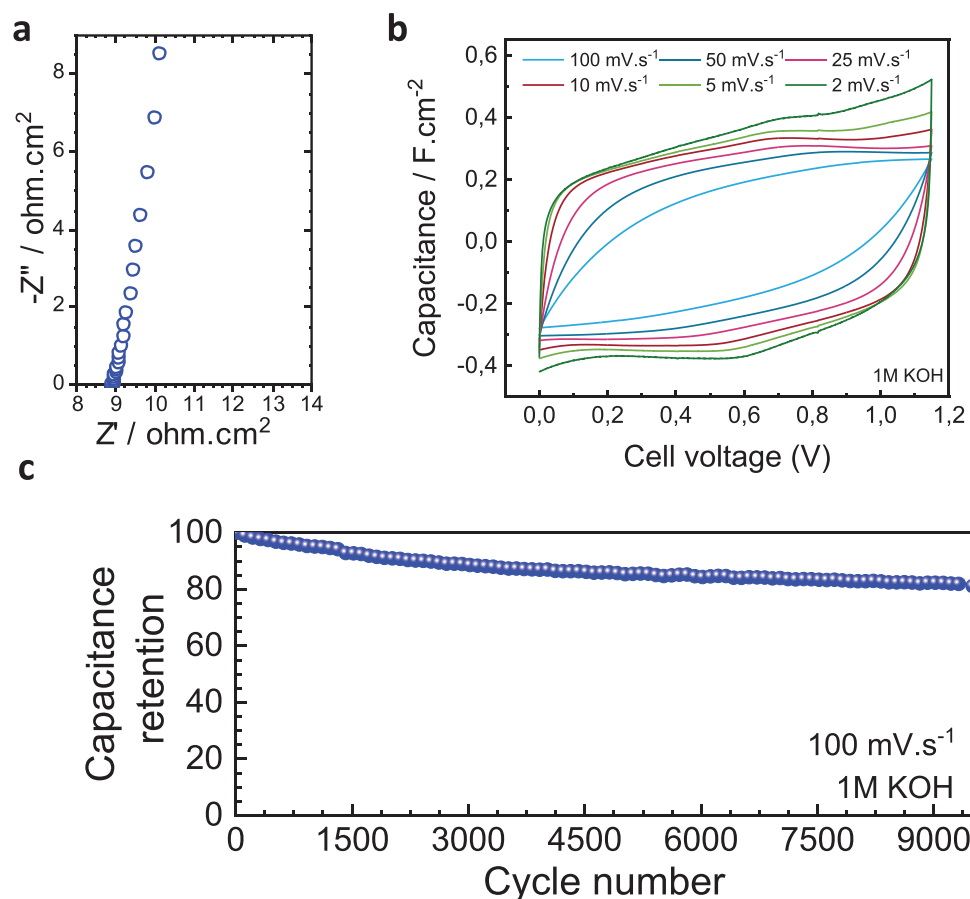 a
8
6
4
2
0
-Z" / ohm.cm²
8 9 10 11 12 13 14
Z' / ohm.cm²
b
0,6
0,4
0,2
0,0
-0,2
-0,4
Capacitance / F.cm⁻²
100 mV.s⁻¹ 50 mV.s⁻¹ 25 mV.s⁻¹
10 mV.s⁻¹ 5 mV.s⁻¹ 2 mV.s⁻¹
1M KOH
0,0 0,2 0,4 0,6 0,8 1,0 1,2
Cell voltage (V)
c
100
80
60
40
20
0
Capacitance
retention
100 mV.s⁻¹
1M KOH
0 1500 3000 4500 6000 7500 9000
Cycle number